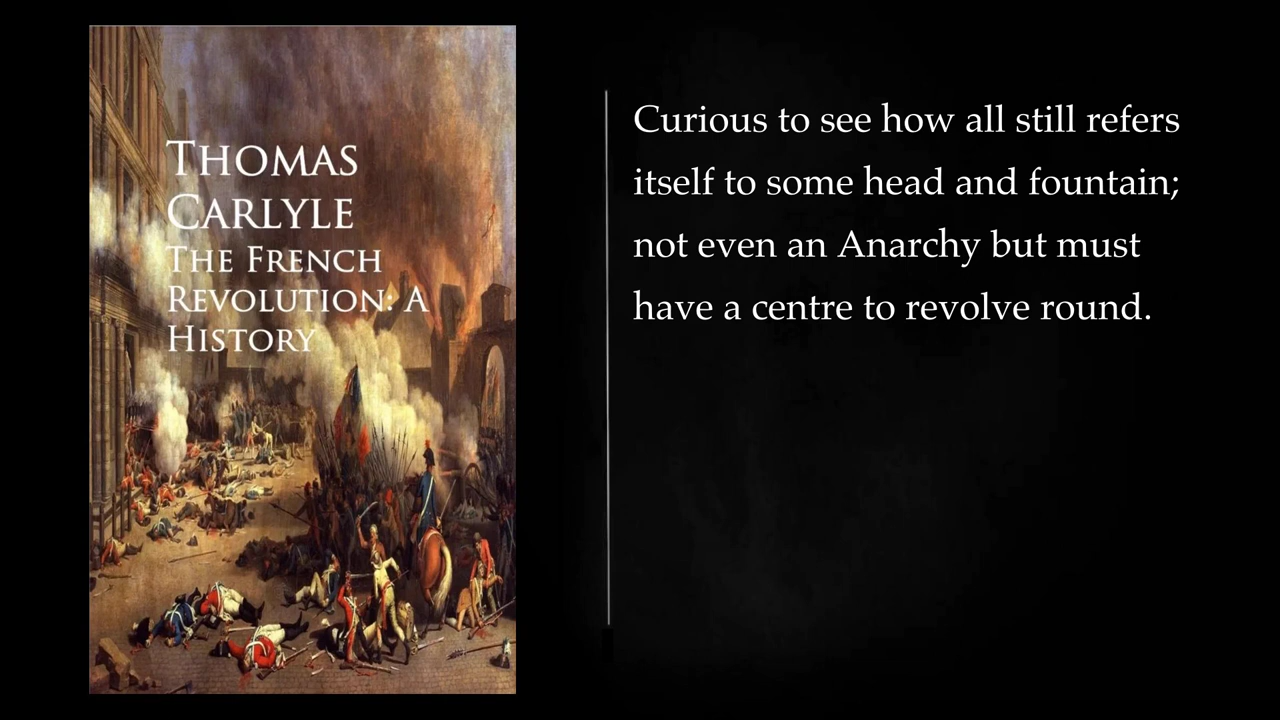 THOMAS
CARLYLE
THE FRENCH
REVOLUTION: A
HISTORY
Curious to see how all still refers
itself to some head and fountain;
not even an Anarchy but must
have a centre to revolve round.